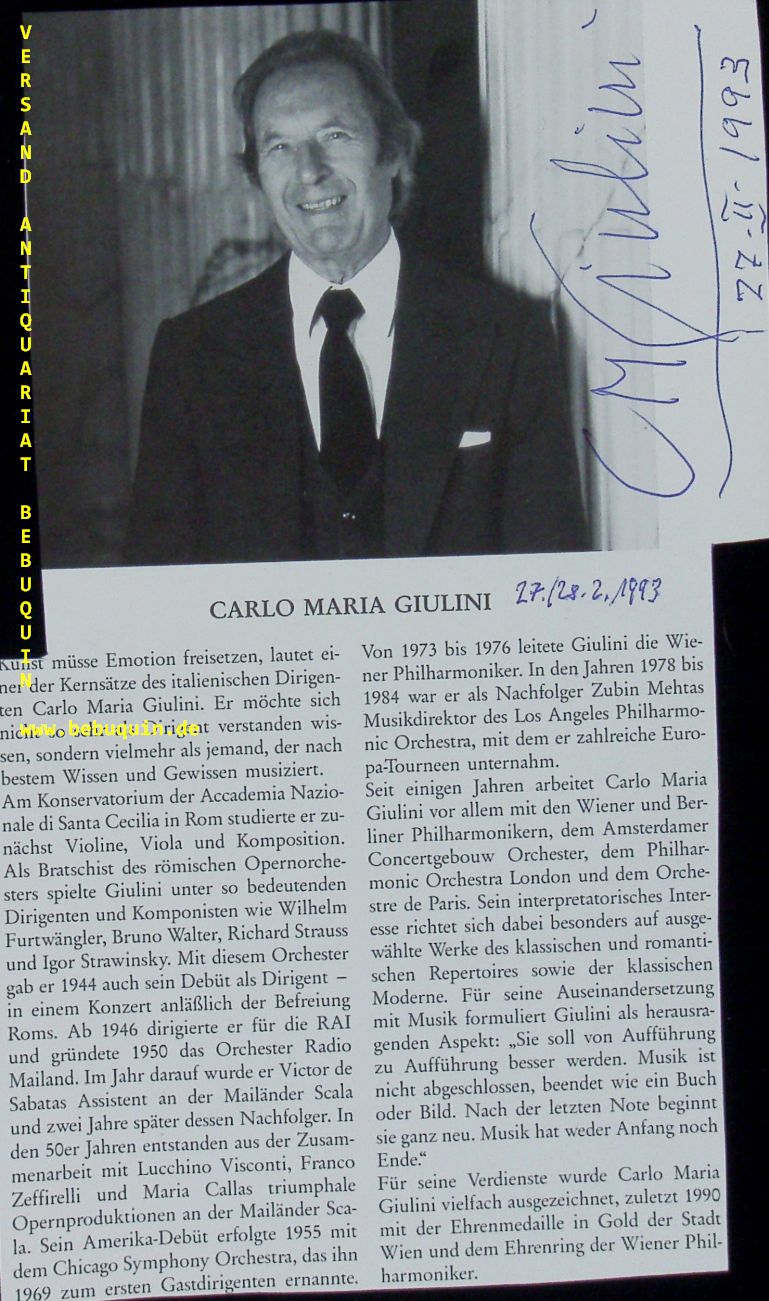 VERSAND ANTIQUARIAT BEBUQUIN
www.bebuquin.de
CM Giulini
27-II-1993
CARLO MARIA GIULINI
27./28.2.1993
Kunst müsse Emotion freisetzen, lautet ei-
ner der Kernsätze des italienischen Dirigen-
ten Carlo Maria Giulini. Er möchte sich
nicht so Dirigent verstanden wis-
sen, sondern vielmehr als jemand, der nach
bestem Wissen und Gewissen musiziert.
Am Konservatorium der Accademia Nazio-
nale di Santa Cecilia in Rom studierte er zu-
nächst Violine, Viola und Komposition.
Als Bratschist des römischen Opernorche-
sters spielte Giulini unter so bedeutenden
Dirigenten und Komponisten wie Wilhelm
Furtwängler, Bruno Walter, Richard Strauss
und Igor Strawinsky. Mit diesem Orchester
gab er 1944 auch sein Debüt als Dirigent –
in einem Konzert anläßlich der Befreiung
Roms. Ab 1946 dirigierte er für die RAI
und gründete 1950 das Orchester Radio
Mailand. Im Jahr darauf wurde er Victor de
Sabatas Assistent an der Mailänder Scala
und zwei Jahre später dessen Nachfolger. In
den 50er Jahren entstanden aus der Zusam-
menarbeit mit Lucchino Visconti, Franco
Zeffirelli und Maria Callas triumphale
Opernproduktionen an der Mailänder Sca-
la. Sein Amerika-Debüt erfolgte 1955 mit
dem Chicago Symphony Orchestra, das ihn
1969 zum ersten Gastdirigenten ernannte.
Von 1973 bis 1976 leitete Giulini die Wie-
ner Philharmoniker. In den Jahren 1978 bis
1984 war er als Nachfolger Zubin Mehtas
Musikdirektor des Los Angeles Philharmo-
nic Orchestra, mit dem er zahlreiche Euro-
pa-Tourneen unternahm.
Seit einigen Jahren arbeitet Carlo Maria
Giulini vor allem mit den Wiener und Ber-
liner Philharmonikern, dem Amsterdamer
Concertgebouw Orchester, dem Philhar-
monic Orchestra London und dem Orche-
stre de Paris. Sein interpretatorisches Inter-
esse richtet sich dabei besonders auf ausge-
wählte Werke des klassischen und romanti-
schen Repertoires sowie der klassischen
Moderne. Für seine Auseinandersetzung
mit Musik formuliert Giulini als herausra-
genden Aspekt: „Sie soll von Aufführung
zu Aufführung besser werden. Musik ist
nicht abgeschlossen, beendet wie ein Buch
oder Bild. Nach der letzten Note beginnt
sie ganz neu. Musik hat weder Anfang noch
Ende.“
Für seine Verdienste wurde Carlo Maria
Giulini vielfach ausgezeichnet, zuletzt 1990
mit der Ehrenmedaille in Gold der Stadt
Wien und dem Ehrenring der Wiener Phil-
harmoniker.